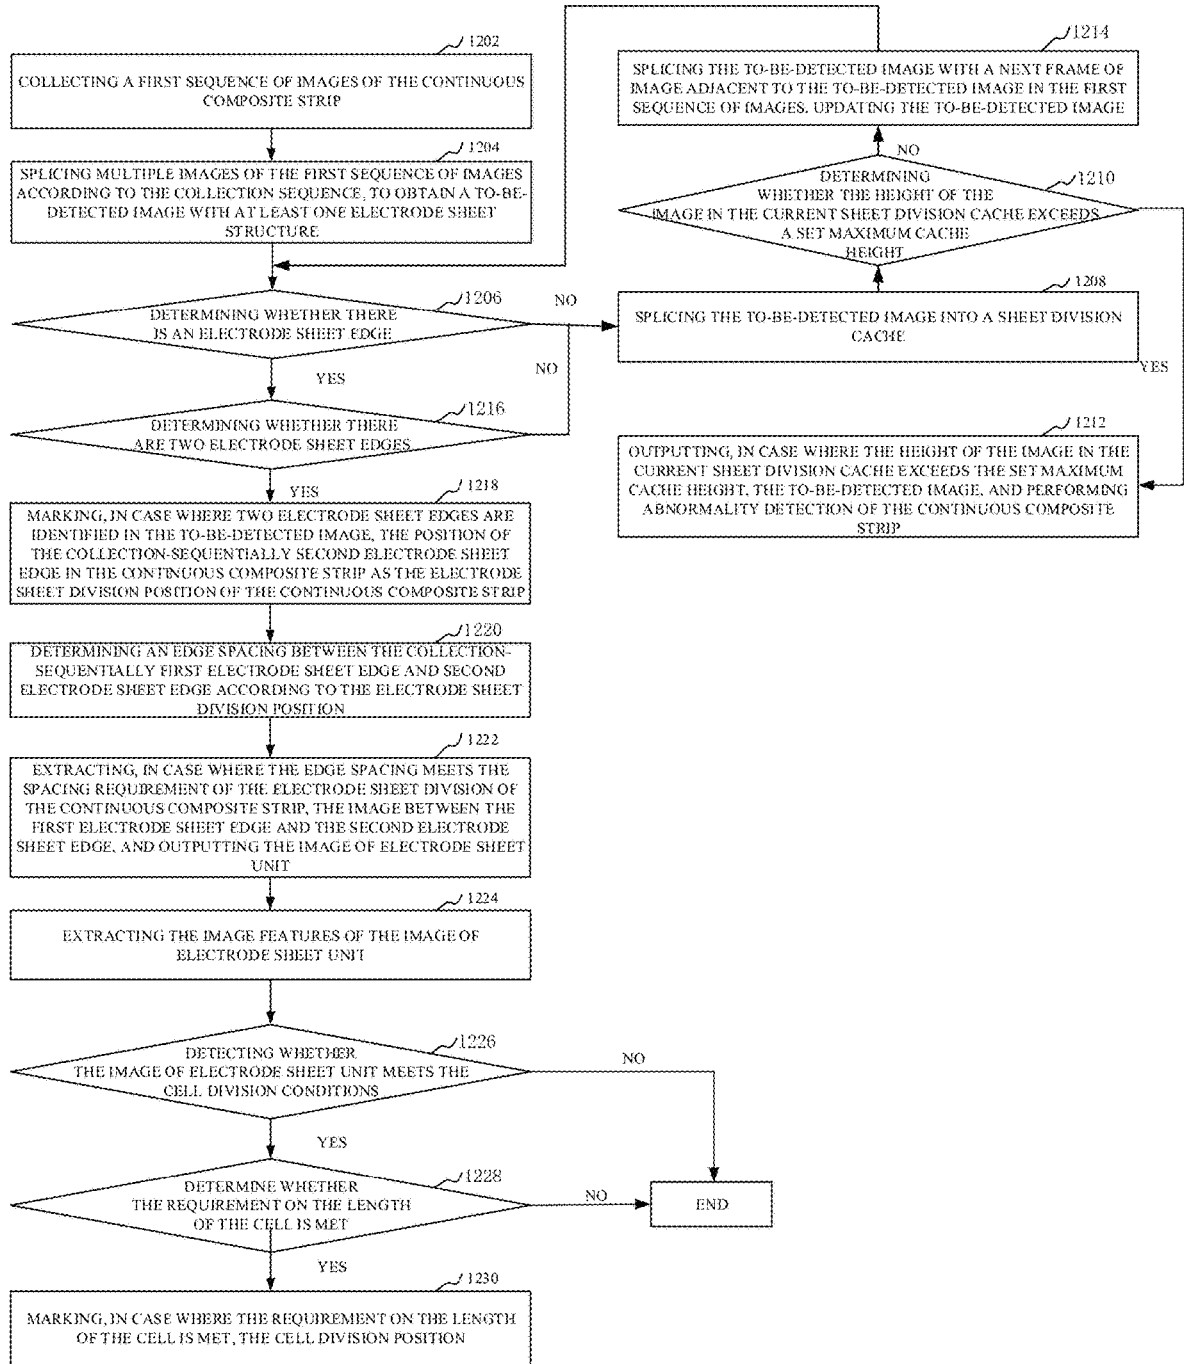 1202
COLLECTING A FIRST SEQUENCE OF IMAGES OF THE CONTINUOUS
COMPOSITE STRIP
1204
SPLICING MULTIPLE IMAGES OF THE FIRST SEQUENCE OF IMAGES
ACCORDING TO THE COLLECTION SEQUENCE, TO OBTAIN A TO-BE-
DETECTED IMAGE WITH AT LEAST ONE ELECTRODE SHEET
STRUCTURE
1206
DETERMINING WHETHER THERE
IS AN ELECTRODE SHEET EDGE
NO
YES
NO
1216
DETERMINING WHETHER THERE
ARE TWO ELECTRODE SHEET EDGES
YES
1218
MARKING, IN CASE WHERE TWO ELECTRODE SHEET EDGES ARE
IDENTIFIED IN THE TO-BE-DETECTED IMAGE, THE POSITION OF
THE COLLECTION-SEQUENTIALLY SECOND ELECTRODE SHEET
EDGE IN THE CONTINUOUS COMPOSITE STRIP AS THE ELECTRODE
SHEET DIVISION POSITION OF THE CONTINUOUS COMPOSITE STRIP
1220
DETERMINING AN EDGE SPACING BETWEEN THE COLLECTION-
SEQUENTIALLY FIRST ELECTRODE SHEET EDGE AND SECOND
ELECTRODE SHEET EDGE ACCORDING TO THE ELECTRODE SHEET
DIVISION POSITION
1222
EXTRACTING, IN CASE WHERE THE EDGE SPACING MEETS THE
SPACING REQUIREMENT OF THE ELECTRODE SHEET DIVISION OF
THE CONTINUOUS COMPOSITE STRIP, THE IMAGE BETWEEN THE
FIRST ELECTRODE SHEET EDGE AND THE SECOND ELECTRODE
SHEET EDGE, AND OUTPUTTING THE IMAGE OF ELECTRODE SHEET
UNIT
1224
EXTRACTING THE IMAGE FEATURES OF THE IMAGE OF
ELECTRODE SHEET UNIT
1226
DETECTING WHETHER
THE IMAGE OF ELECTRODE SHEET UNIT MEETS THE
CELL DIVISION CONDITIONS
NO
YES
1228
DETERMINE WHETHER
THE REQUIREMENT ON THE LENGTH
OF THE CELL IS MET
NO
END
YES
1230
MARKING, IN CASE WHERE THE REQUIREMENT ON THE LENGTH
OF THE CELL IS MET, THE CELL DIVISION POSITION
1214
SPLICING THE TO-BE-DETECTED IMAGE WITH A NEXT FRAME OF
IMAGE ADJACENT TO THE TO-BE-DETECTED IMAGE IN THE FIRST
SEQUENCE OF IMAGES, UPDATING THE TO-BE-DETECTED IMAGE
NO
1210
DETERMINING
WHETHER THE HEIGHT OF THE
IMAGE IN THE CURRENT SHEET DIVISION CACHE EXCEEDS
A SET MAXIMUM CACHE
HEIGHT
1208
SPLICING THE TO-BE-DETECTED IMAGE INTO A SHEET DIVISION
CACHE
YES
1212
OUTPUTTING, IN CASE WHERE THE HEIGHT OF THE IMAGE IN THE
CURRENT SHEET DIVISION CACHE EXCEEDS THE SET MAXIMUM
CACHE HEIGHT, THE TO-BE-DETECTED IMAGE, AND PERFORMING
ABNORMALITY DETECTION OF THE CONTINUOUS COMPOSITE
STRIP